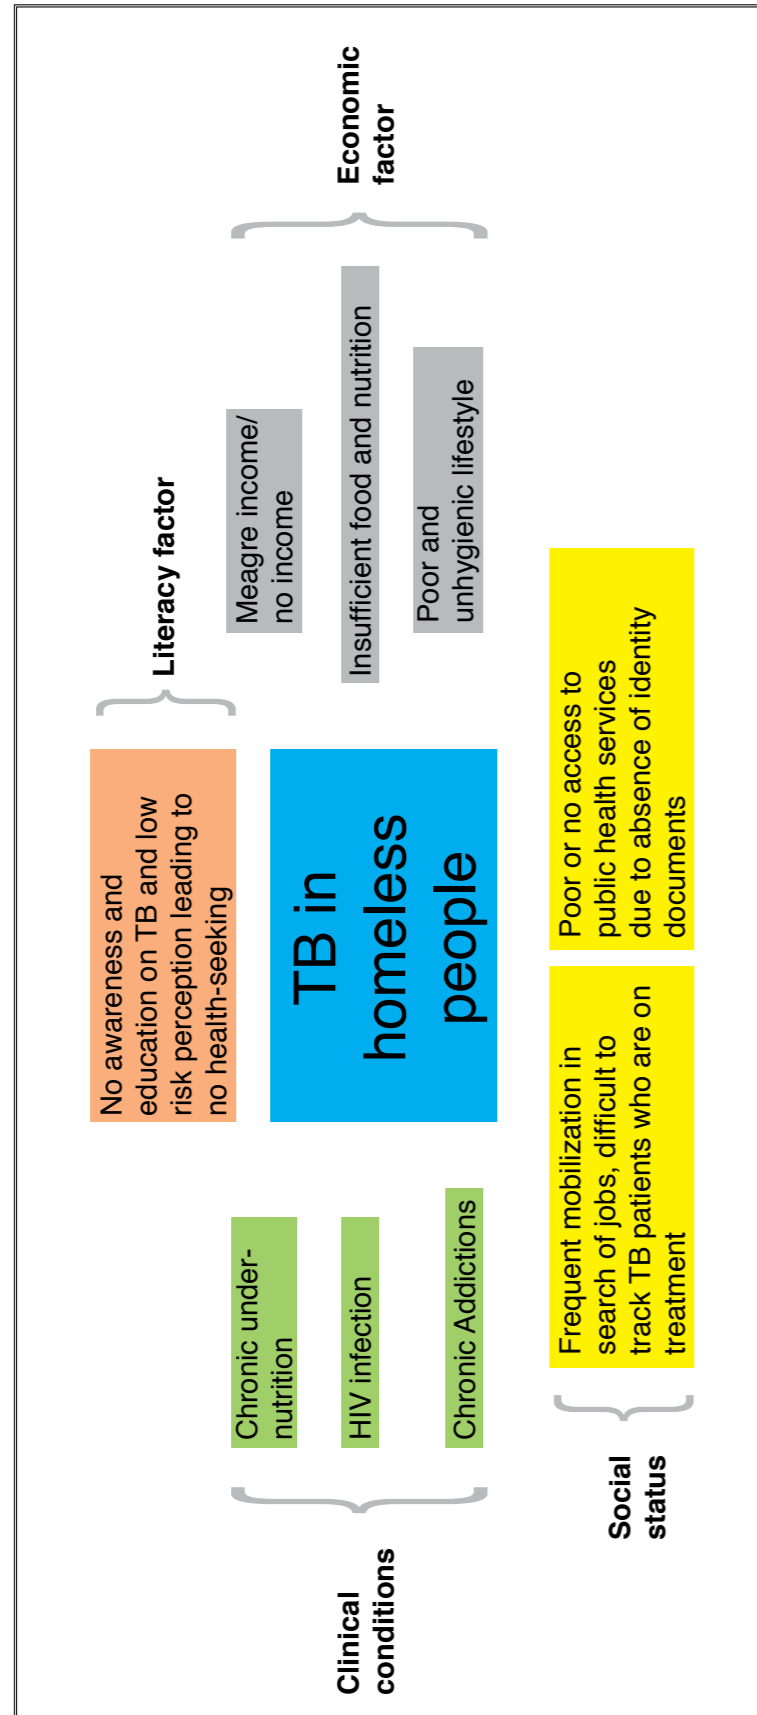 No awareness and
education on TB and low
risk perception leading to
no health-seeking
Literacy factor
Clinical
conditions
Chronic under-
nutrition
HIV infection
Chronic Addictions
TB in
homeless
people
Meagre income/
no income
Insufficient food and nutrition
Poor and
unhygienic lifestyle
Economic
factor
Social
status
Frequent mobilization in
search of jobs, difficult to
track TB patients who are on
treatment
Poor or no access to
public health services
due to absence of identity
documents